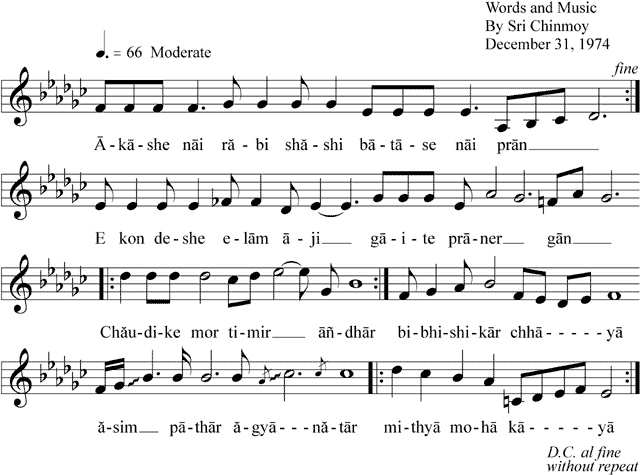 Words and Music
By Sri Chinmoy
December 31, 1974
♩. = 66 Moderate
fine
Ā-kā-she nāi ră-bi shă-shi bā-tā-se nāi prān
E kon de-she e-lām ā-ji gā-i-te prāner gān
Chău-di-ke mor ti-mir āñ-dhār bi-bhi-shi-kār chhā-----yā
ă-sim pā-thār ă-gyā---nă-tār mi-thyā mo-hā kā-----yā
D.C. al fine
without repeat